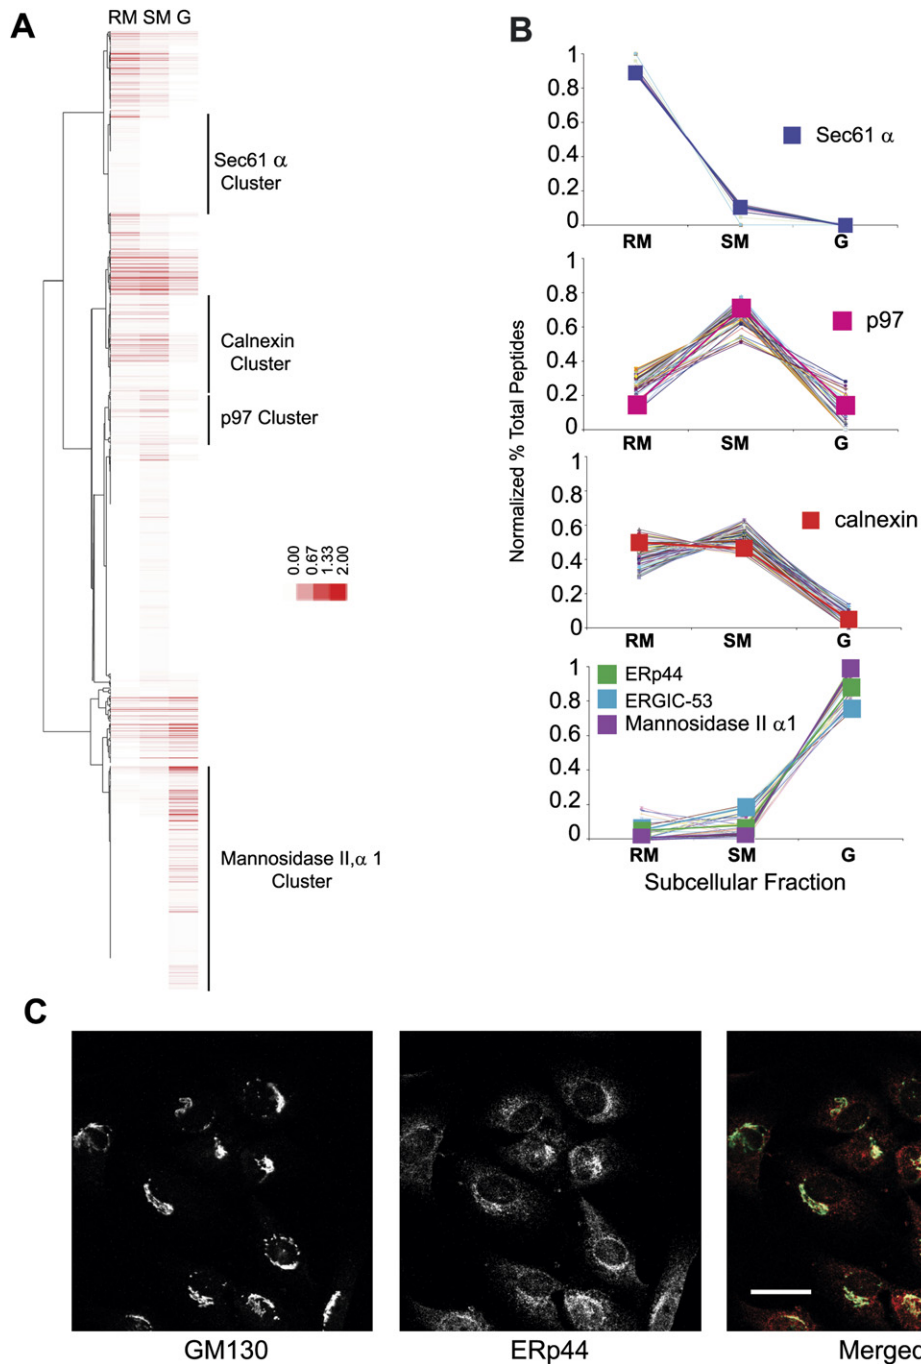 A
RM SM G
Sec61 α
Cluster
Calnexin
Cluster
p97 Cluster
0.00
0.67
1.33
2.00
Mannosidase II,α 1
Cluster
B
Normalized % Total Peptides
1
0.8
0.6
0.4
0.2
0
RM SM G
Sec61 α
1
0.8
0.6
0.4
0.2
0
RM SM G
p97
1
0.8
0.6
0.4
0.2
0
RM SM G
calnexin
1
0.8
0.6
0.4
0.2
0
ERp44
ERGIC-53
Mannosidase II α1
RM SM G
Subcellular Fraction
C
GM130 ERp44 Merged